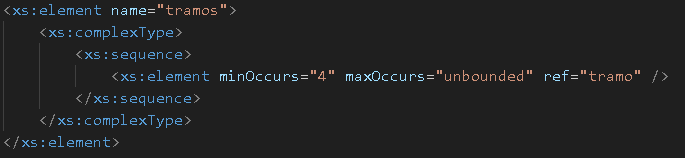 <xs:element name="tramos">
<xs:complexType>
<xs:sequence>
<xs:element minOccurs="4" maxOccurs="unbounded" ref="tramo" />
</xs:sequence>
</xs:complexType>
</xs:element>